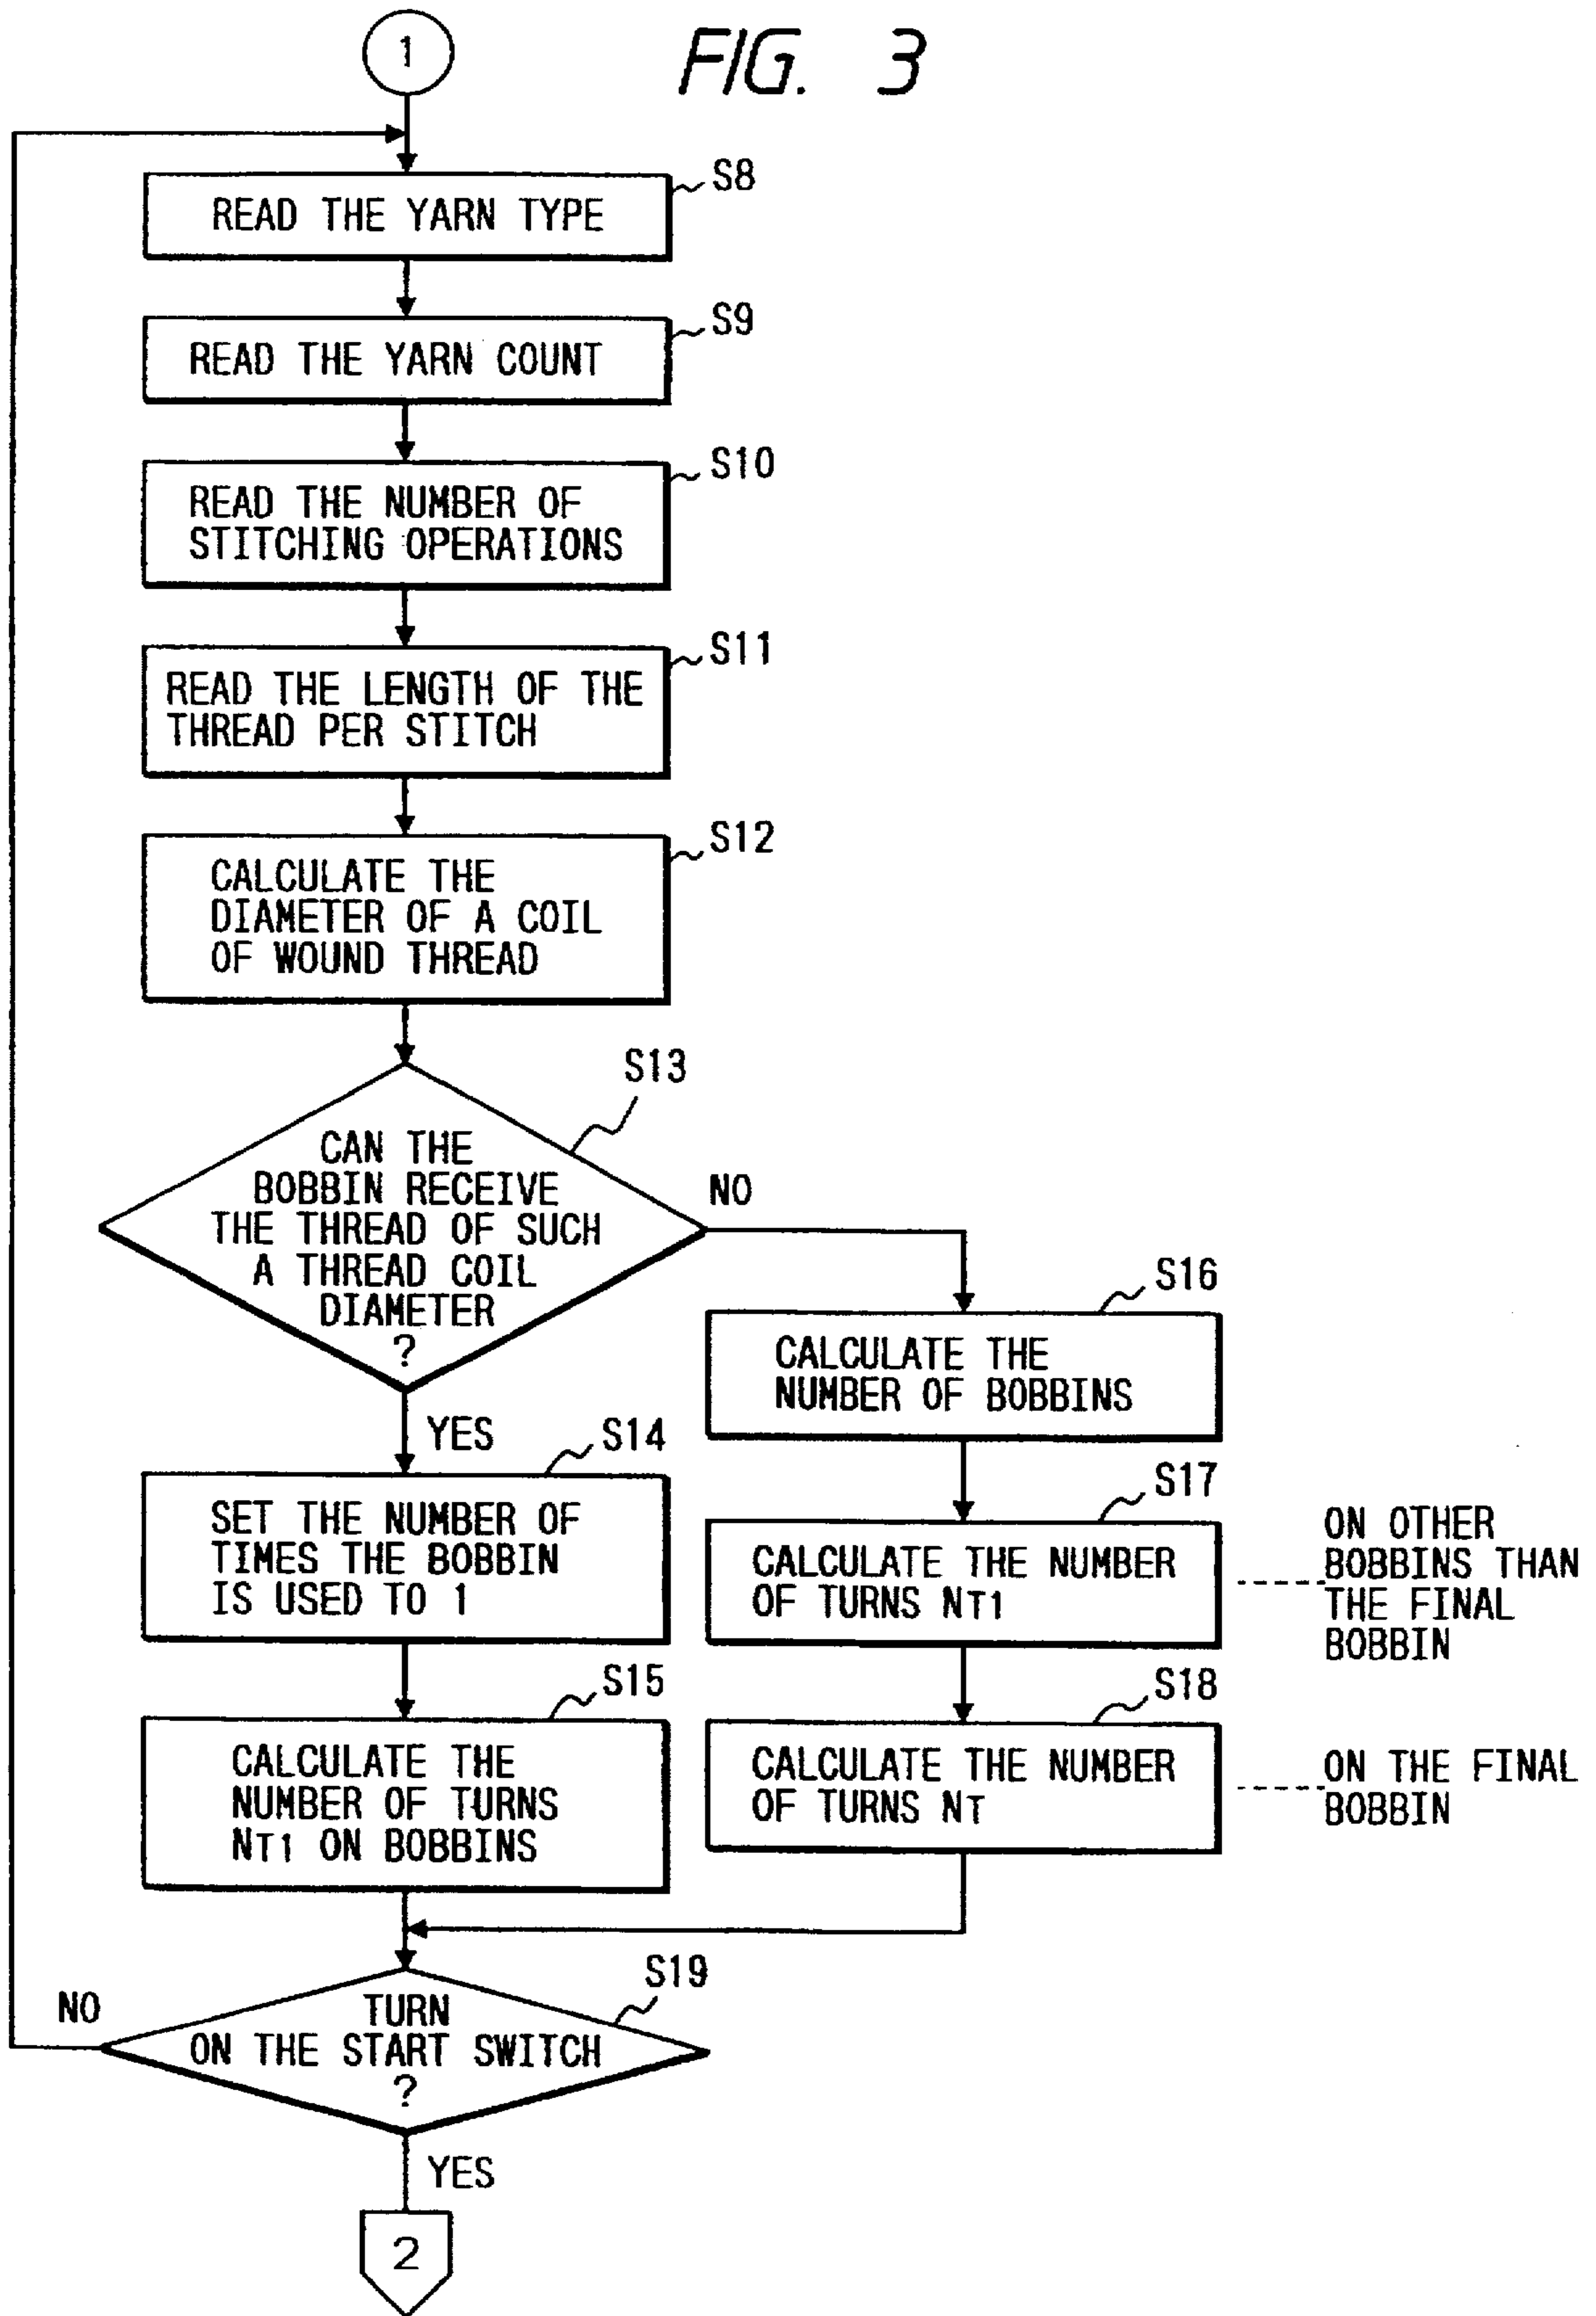 1
FIG. 3
S8
READ THE YARN TYPE
S9
READ THE YARN COUNT
S10
READ THE NUMBER OF
STITCHING OPERATIONS
S11
READ THE LENGTH OF THE
THREAD PER STITCH
S12
CALCULATE THE
DIAMETER OF A COIL
OF WOUND THREAD
S13
CAN THE
BOBBIN RECEIVE
THE THREAD OF SUCH
A THREAD COIL
DIAMETER
?
NO
YES
S14
SET THE NUMBER OF
TIMES THE BOBBIN
IS USED TO 1
S15
CALCULATE THE
NUMBER OF TURNS
NT1 ON BOBBINS
S16
CALCULATE THE
NUMBER OF BOBBINS
S17
CALCULATE THE NUMBER
OF TURNS NT1
ON OTHER
BOBBINS THAN
THE FINAL
BOBBIN
S18
CALCULATE THE NUMBER
OF TURNS NT
ON THE FINAL
BOBBIN
S19
TURN
ON THE START SWITCH
?
NO
YES
2